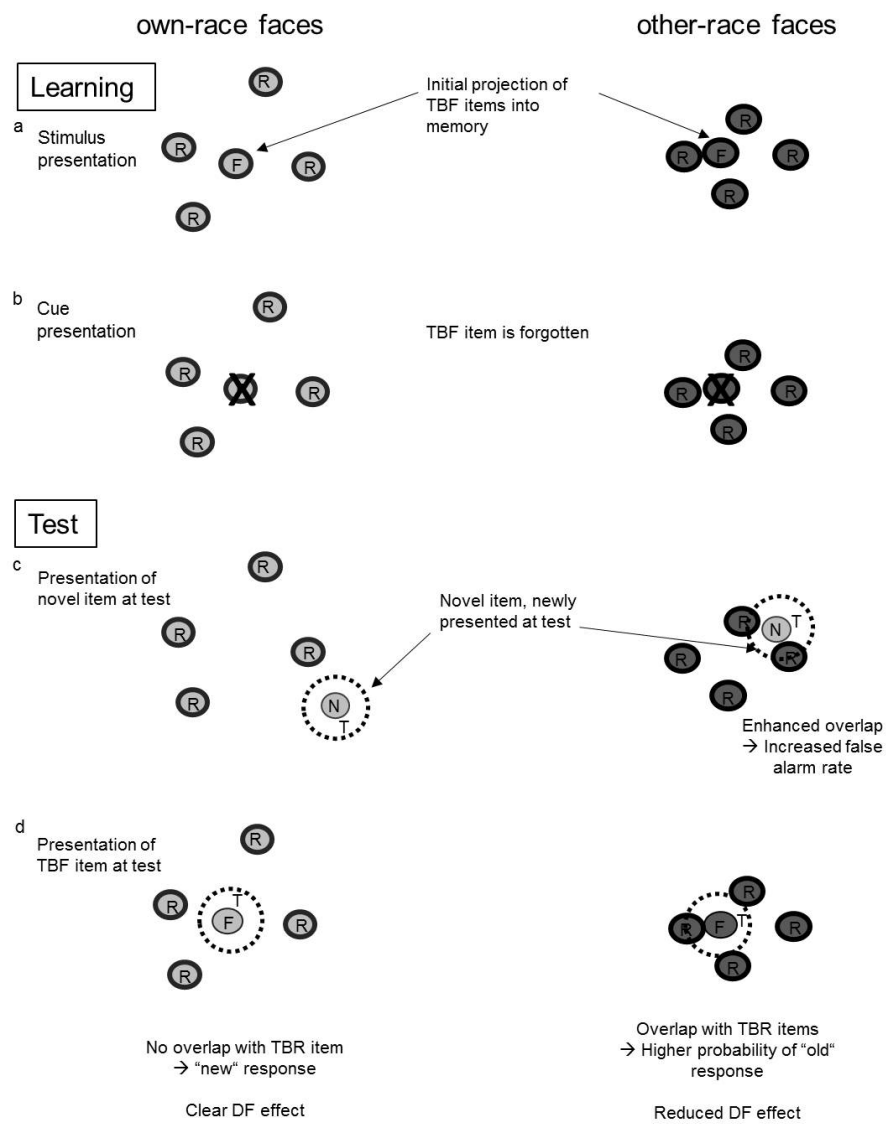 own-race faces
other-race faces
Learning
a
Stimulus
presentation
R
R
F
R
R
Initial projection of
TBF items into
memory
R
R
F
R
R
b
Cue
presentation
R
R
X
R
R
TBF item is forgotten
R
R
X
R
R
Test
c
Presentation of
novel item at test
R
R
R
R
N
T
Novel item, newly
presented at test
R
N
T
R
R
R
Enhanced overlap
→ Increased false
alarm rate
d
Presentation of
TBF item at test
R
R
T
F
R
R
R
R
F
T
R
R
No overlap with TBR item
→ “new“ response
Clear DF effect
Overlap with TBR items
→ Higher probability of “old“
response
Reduced DF effect